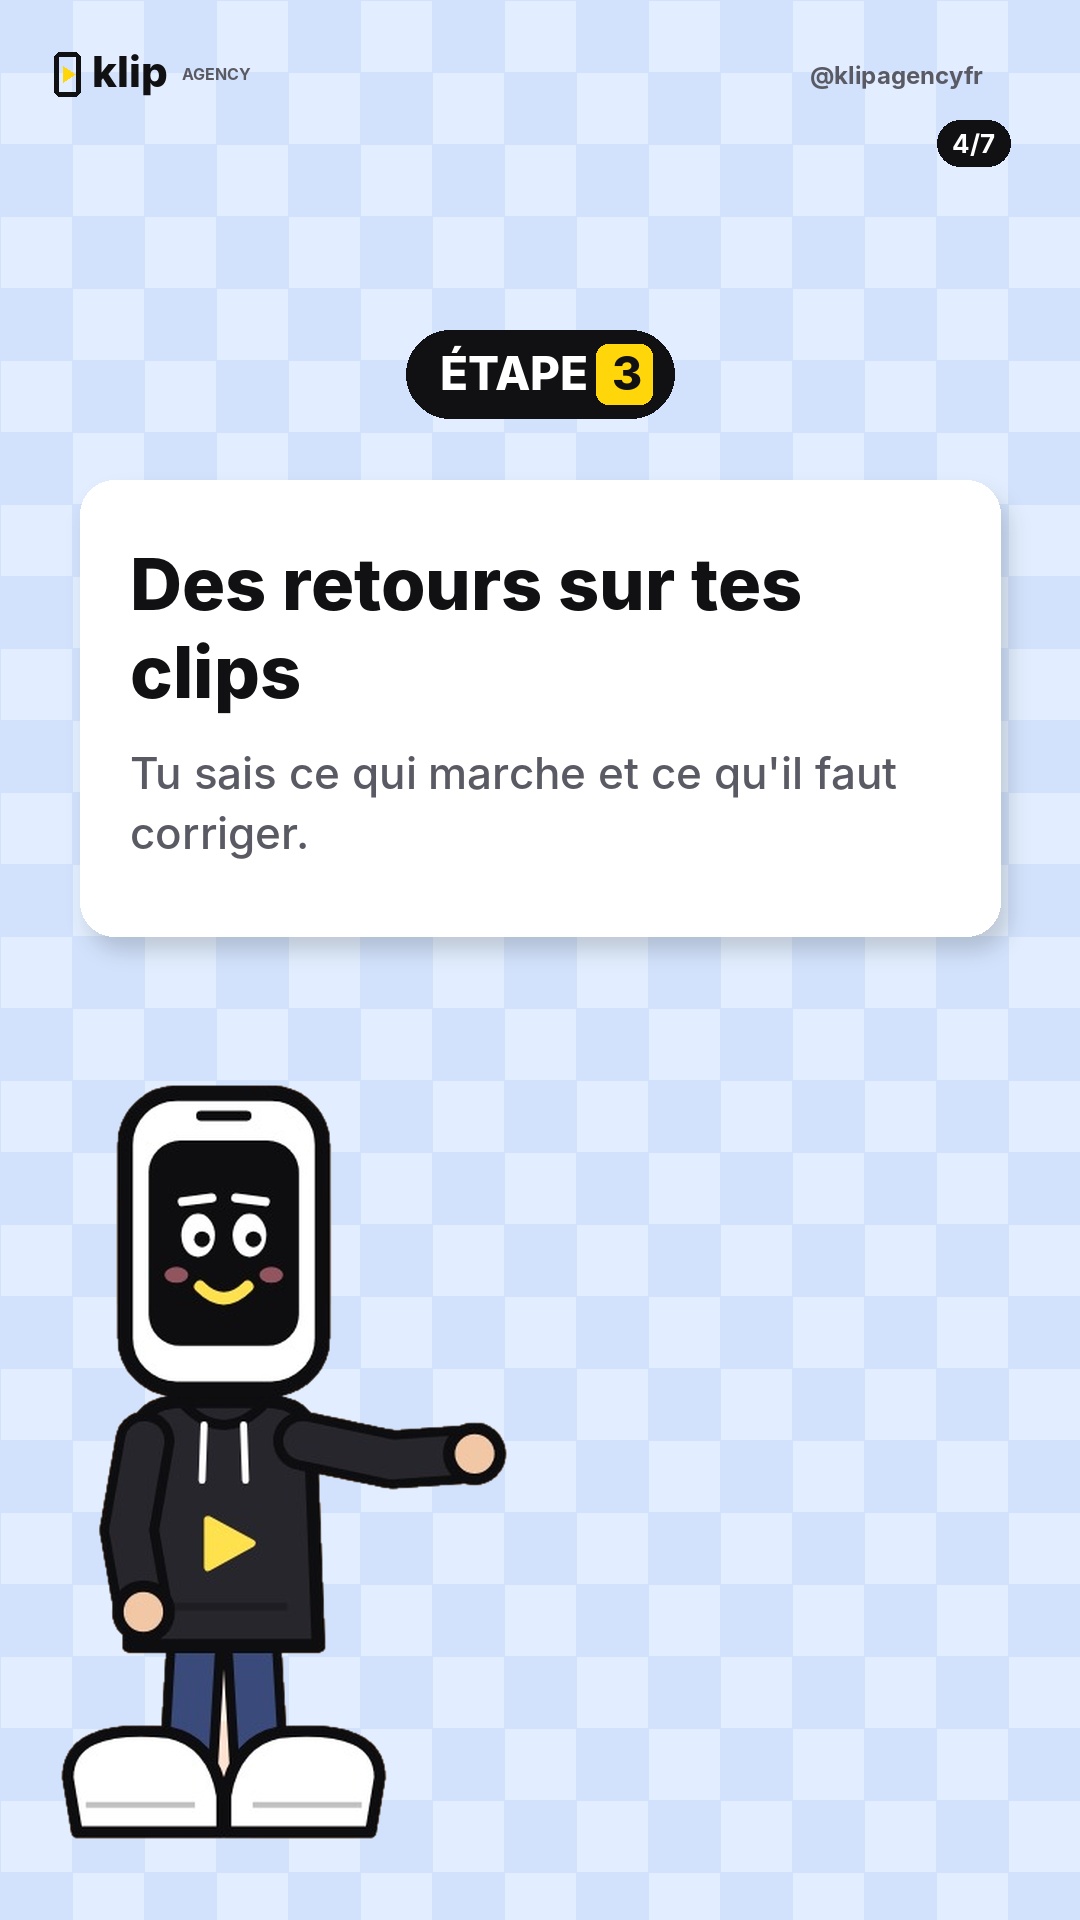 klip AGENCY
@klipagencyfr
4/7
ÉTAPE 3
Des retours sur tes
clips
Tu sais ce qui marche et ce qu'il faut
corriger.